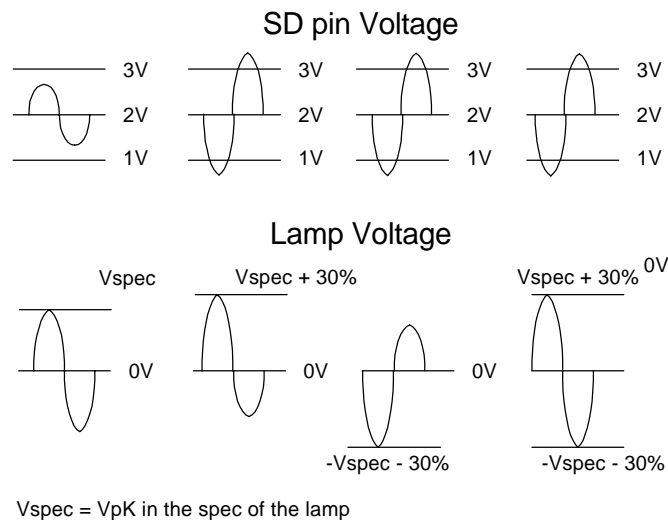 SD pin Voltage
3V 3V 3V 3V
2V 2V 2V 2V
1V 1V 1V 1V
Lamp Voltage
Vspec Vspec + 30% Vspec + 30% 0V
0V 0V 0V
-Vspec - 30% -Vspec - 30%
Vspec = VpK in the spec of the lamp